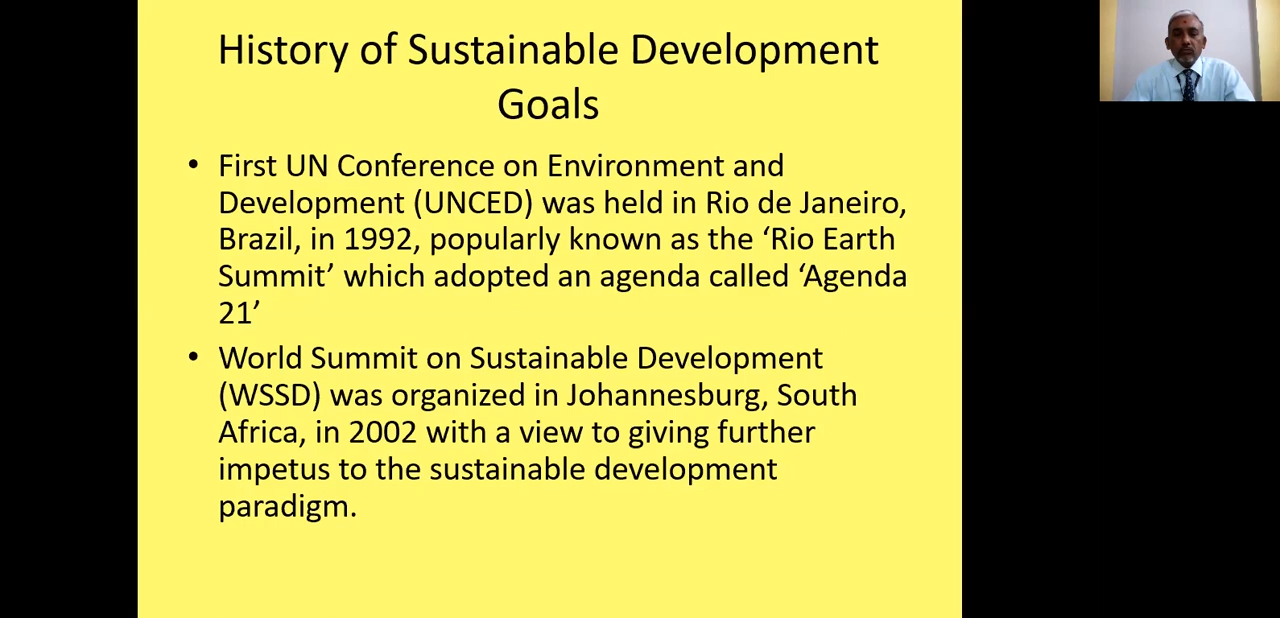 History of Sustainable Development
Goals
• First UN Conference on Environment and
Development (UNCED) was held in Rio de Janeiro,
Brazil, in 1992, popularly known as the ‘Rio Earth
Summit’ which adopted an agenda called ‘Agenda
21’
• World Summit on Sustainable Development
(WSSD) was organized in Johannesburg, South
Africa, in 2002 with a view to giving further
impetus to the sustainable development
paradigm.